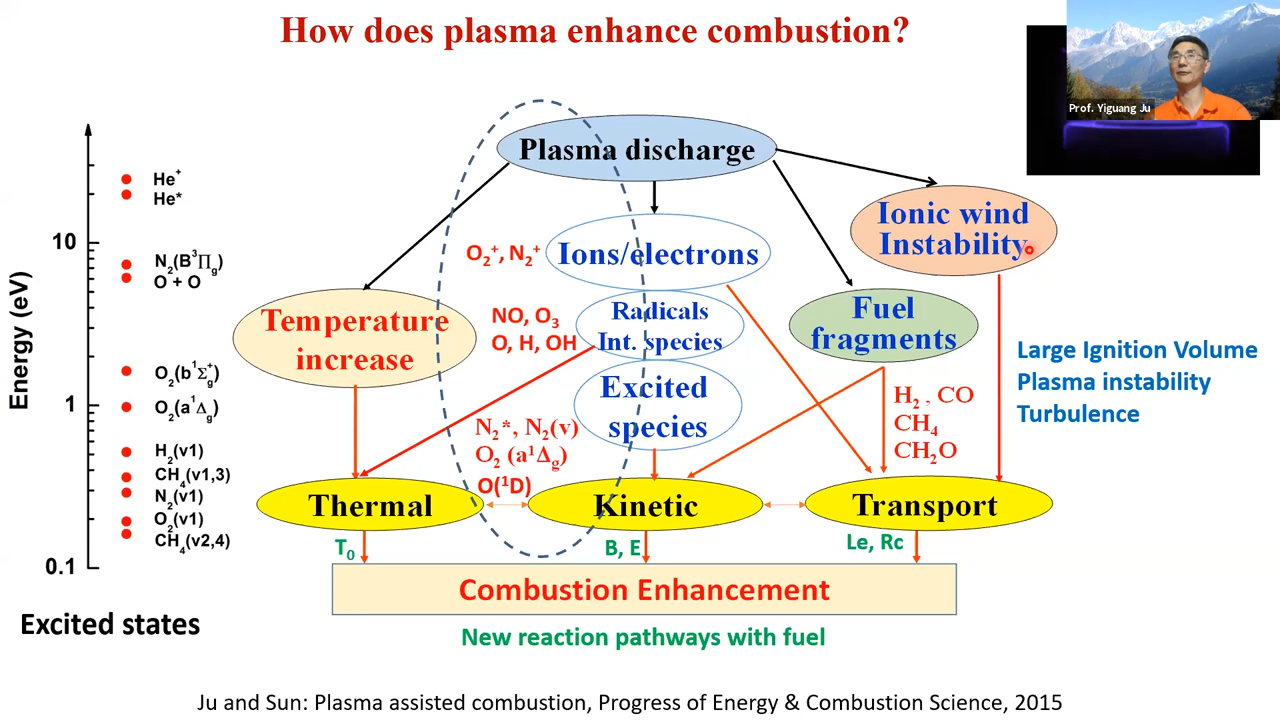 How does plasma enhance combustion?
Prof. Yiguang Ju
Energy (eV)
10
1
0.1
He⁺
He*
N₂(B³Π_g)
O + O
O₂(b¹Σ_g⁺)
O₂(a¹Δ_g)
H₂(v1)
CH₄(v1,3)
N₂(v1)
O₂(v1)
CH₄(v2,4)
Excited states
Plasma discharge
Ionic wind
Instability
O₂⁺, N₂⁺
Ions/electrons
Temperature
increase
NO, O₃
O, H, OH
Radicals
Int. species
Fuel
fragments
Large Ignition Volume
Plasma instability
Turbulence
Excited
species
N₂*, N₂(v)
O₂ (a¹Δ_g)
O(¹D)
H₂ , CO
CH₄
CH₂O
Thermal
Kinetic
Transport
T₀
B, E
Le, Rc
Combustion Enhancement
New reaction pathways with fuel
Ju and Sun: Plasma assisted combustion, Progress of Energy & Combustion Science, 2015